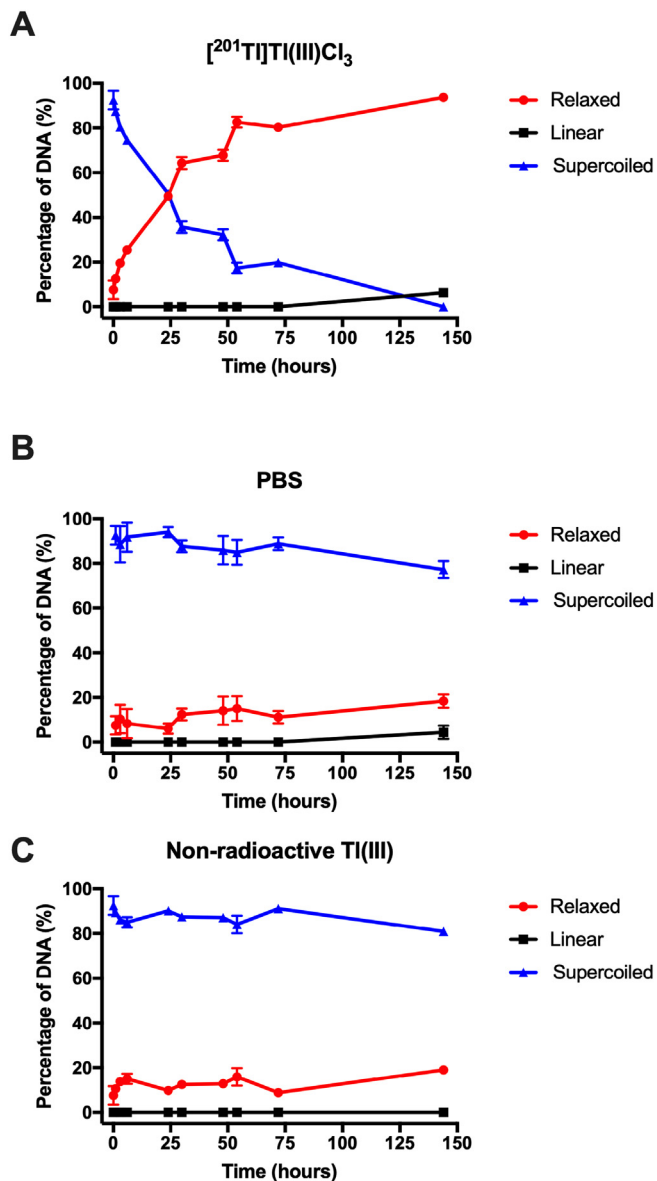 A
[²⁰¹Tl]Tl(III)Cl₃
Percentage of DNA (%)
100
80
60
40
20
0
0 25 50 75 100 125 150
Time (hours)
Relaxed
Linear
Supercoiled
B
PBS
Percentage of DNA (%)
100
80
60
40
20
0
0 25 50 75 100 125 150
Time (hours)
Relaxed
Linear
Supercoiled
C
Non-radioactive Tl(III)
Percentage of DNA (%)
100
80
60
40
20
0
0 25 50 75 100 125 150
Time (hours)
Relaxed
Linear
Supercoiled